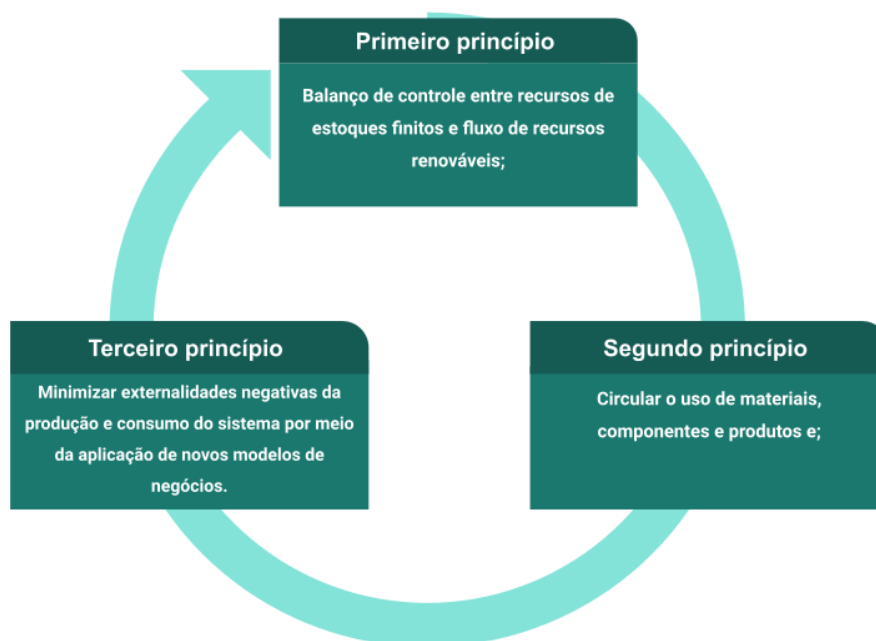 Primeiro princípio
Balanço de controle entre recursos de
estoques finitos e fluxo de recursos
renováveis;
Segundo princípio
Circular o uso de materiais,
componentes e produtos e;
Terceiro princípio
Minimizar externalidades negativas da
produção e consumo do sistema por meio
da aplicação de novos modelos de
negócios.